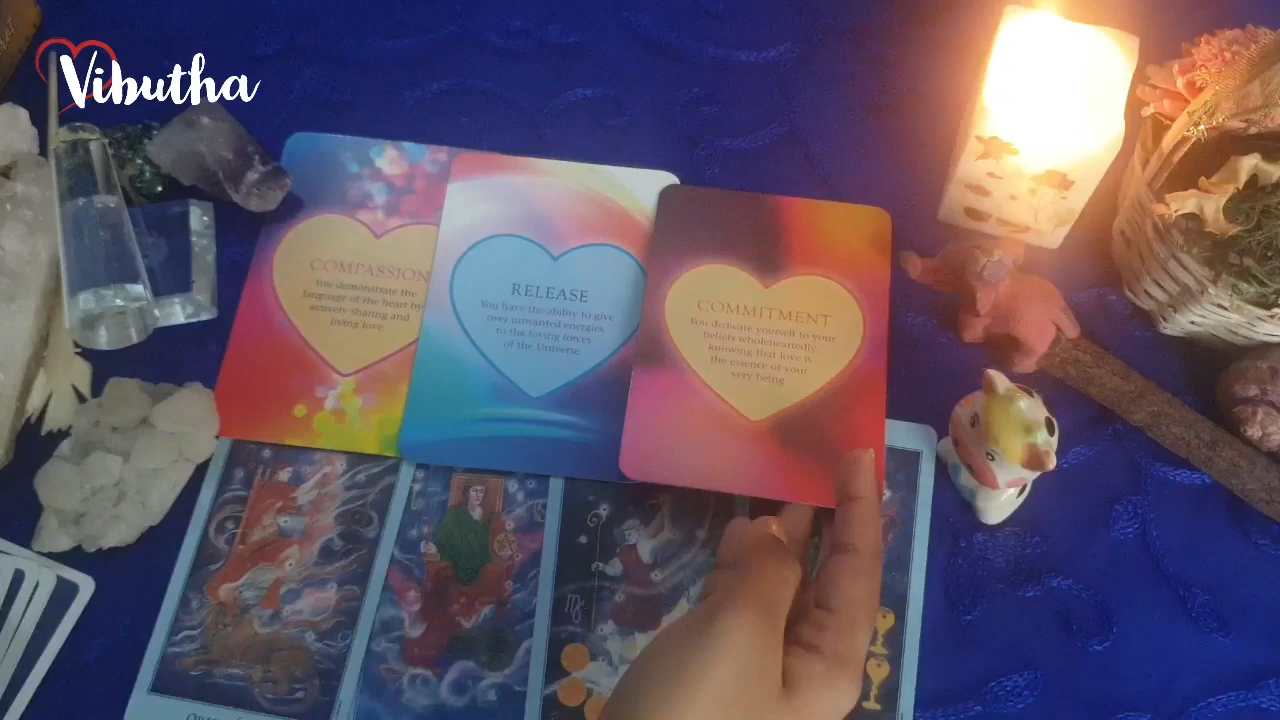 Vibutha
COMPASSION
You demonstrate the
language of the heart by
actively sharing and
living love
RELEASE
You have the ability to give
over unwanted energies
to the loving forces
of the Universe
COMMITMENT
You dedicate yourself to your
beliefs wholeheartedly,
knowing that love is
the essence of your
very being